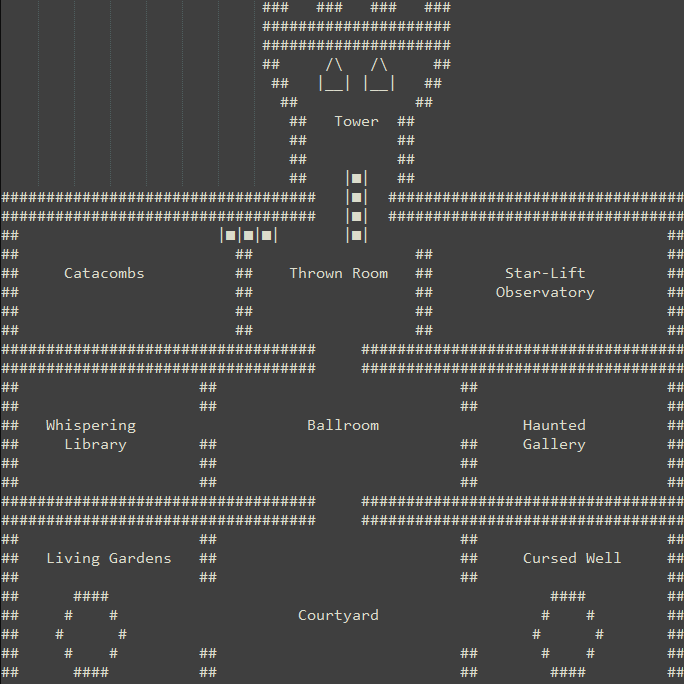 Tower
Catacombs Thrown Room Star-Lift
Observatory
Whispering Ballroom Haunted
Library Gallery
Living Gardens Cursed Well
Courtyard